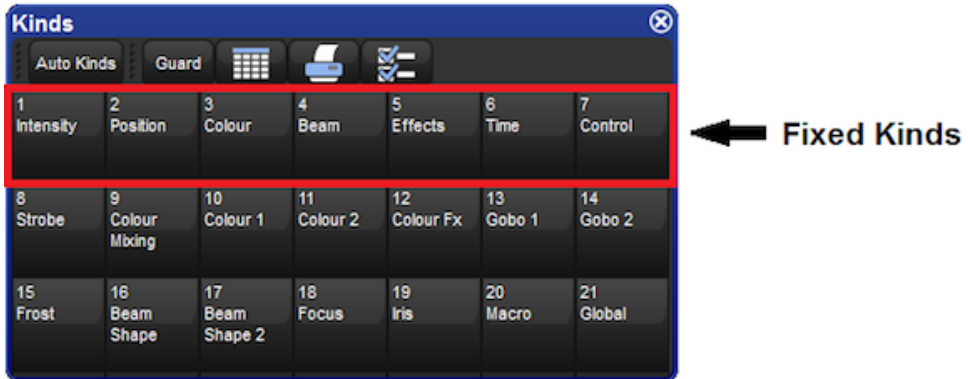 Kinds
Auto Kinds Guard
1 2 3 4 5 6 7
Intensity Position Colour Beam Effects Time Control
Fixed Kinds
8 9 10 11 12 13 14
Strobe Colour Colour 1 Colour 2 Colour Fx Gobo 1 Gobo 2
Mixing
15 16 17 18 19 20 21
Frost Beam Beam Focus Iris Macro Global
Shape Shape 2